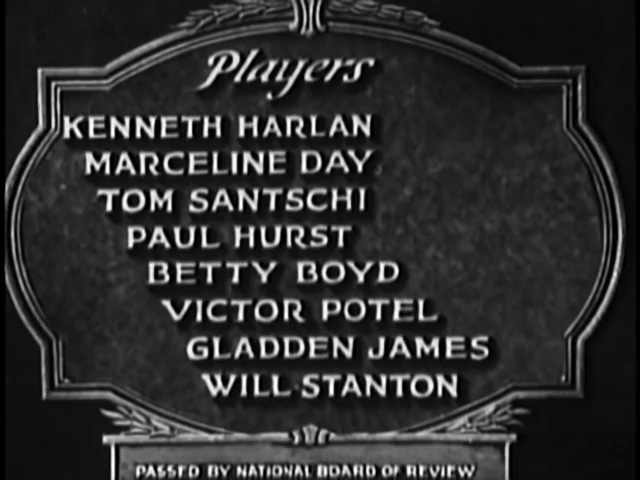 Players
KENNETH HARLAN
MARCELINE DAY
TOM SANTSCHI
PAUL HURST
BETTY BOYD
VICTOR POTEL
GLADDEN JAMES
WILL STANTON
PASSED BY NATIONAL BOARD OF REVIEW